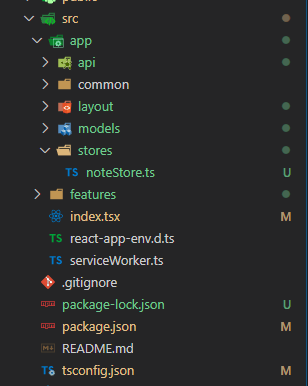 src
app
api
common
layout
models
stores
TS noteStore.ts U
features
index.tsx M
TS react-app-env.d.ts
TS serviceWorker.ts
.gitignore
package-lock.json U
package.json M
README.md
TS tsconfig.json M